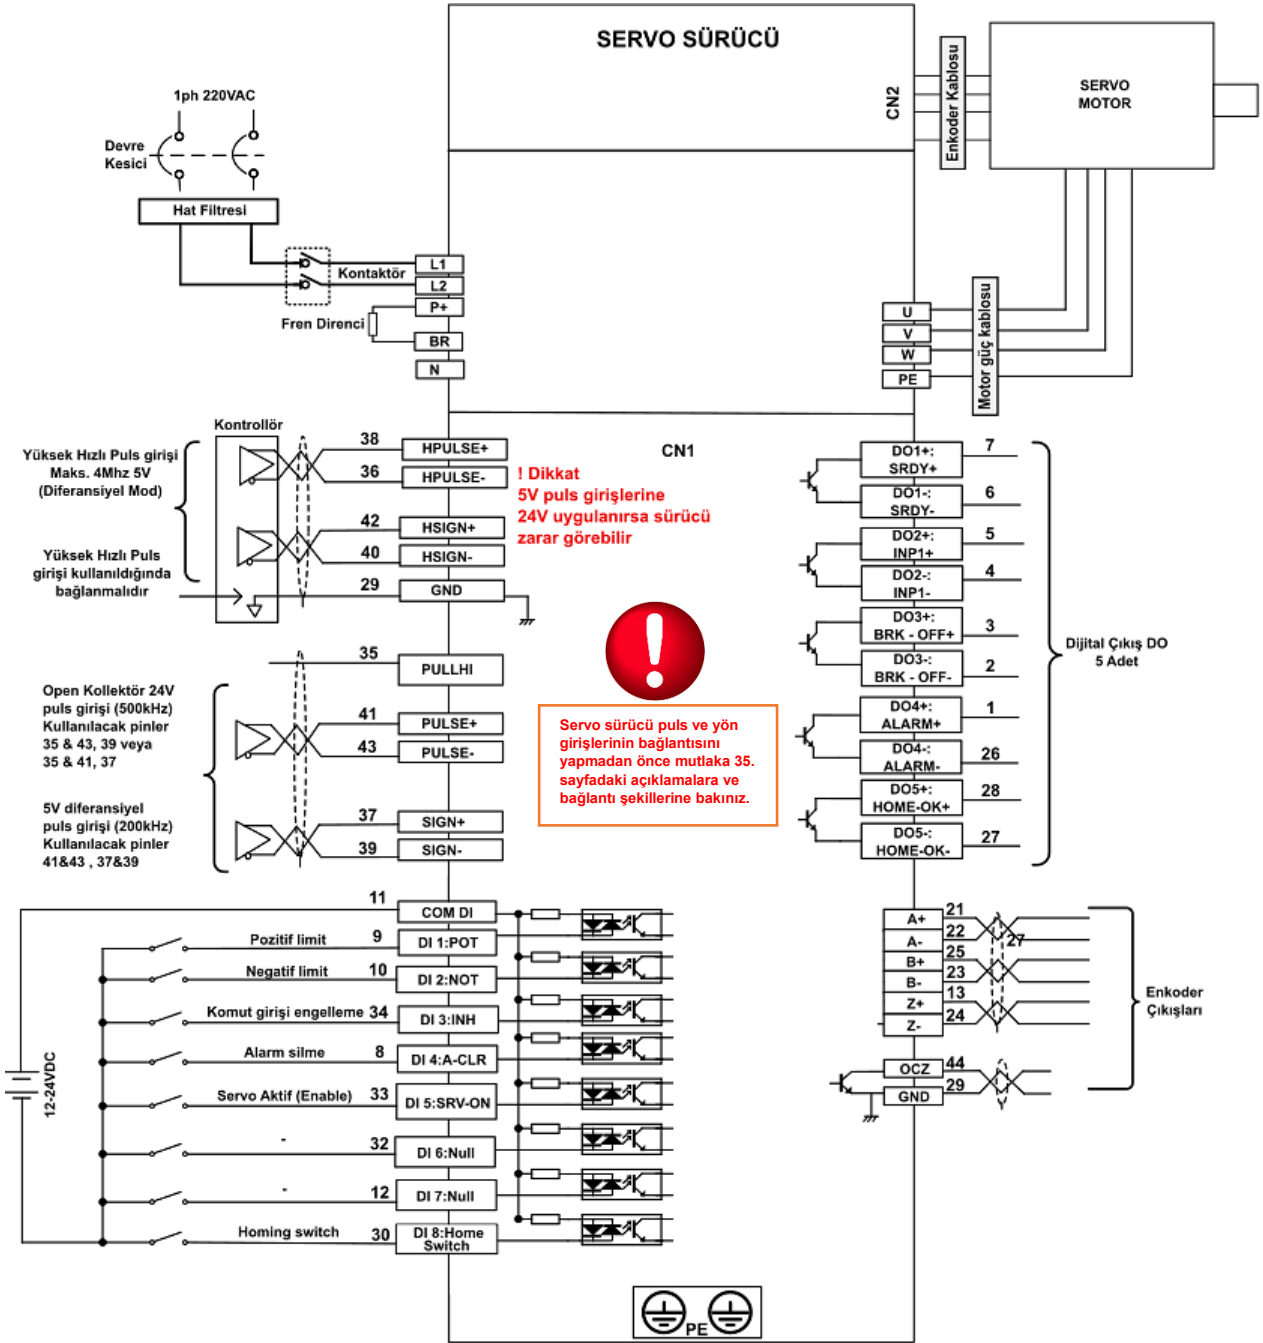 SERVO SÜRÜCÜ
CN2
Enkoder Kablosu
SERVO
MOTOR
1ph 220VAC
Devre
Kesici
Hat Filtresi
Kontaktör
L1
L2
P+
Fren Direnci
BR
N
U
V
W
PE
Motor güç kablosu
Kontrollör
CN1
Yüksek Hızlı Puls girişi
Maks. 4Mhz 5V
(Diferansiyel Mod)
38
HPULSE+
36
HPULSE-
42
HSIGN+
40
HSIGN-
29
GND
Yüksek Hızlı Puls
girişi kullanıldığında
bağlanmalıdır
! Dikkat
5V puls girişlerine
24V uygulanırsa sürücü
zarar görebilir
35
PULLHI
41
PULSE+
43
PULSE-
37
SIGN+
39
SIGN-
Open Kollektör 24V
puls girişi (500kHz)
Kullanılacak pinler
35 & 43, 39 veya
35 & 41, 37
5V diferansiyel
puls girişi (200kHz)
Kullanılacak pinler
41&43 , 37&39
Servo sürücü puls ve yön
girişlerinin bağlantısını
yapmadan önce mutlaka 35.
sayfadaki açıklamalara ve
bağlantı şekillerine bakınız.
DO1+:
SRDY+
7
DO1-:
SRDY-
6
DO2+:
INP1+
5
DO2-:
INP1-
4
DO3+:
BRK - OFF+
3
DO3-:
BRK - OFF-
2
DO4+:
ALARM+
1
DO4-:
ALARM-
26
DO5+:
HOME-OK+
28
DO5-:
HOME-OK-
27
Dijital Çıkış DO
5 Adet
11
COM DI
Pozitif limit
9
DI 1:POT
Negatif limit
10
DI 2:NOT
Komut girişi engelleme
34
DI 3:INH
Alarm silme
8
DI 4:A-CLR
Servo Aktif (Enable)
33
DI 5:SRV-ON
-
32
DI 6:Null
-
12
DI 7:Null
Homing switch
30
DI 8:Home
Switch
12-24VDC
A+
21
A-
22
27
B+
25
B-
23
Z+
13
Z-
24
OCZ
44
GND
29
Enkoder
Çıkışları
PE